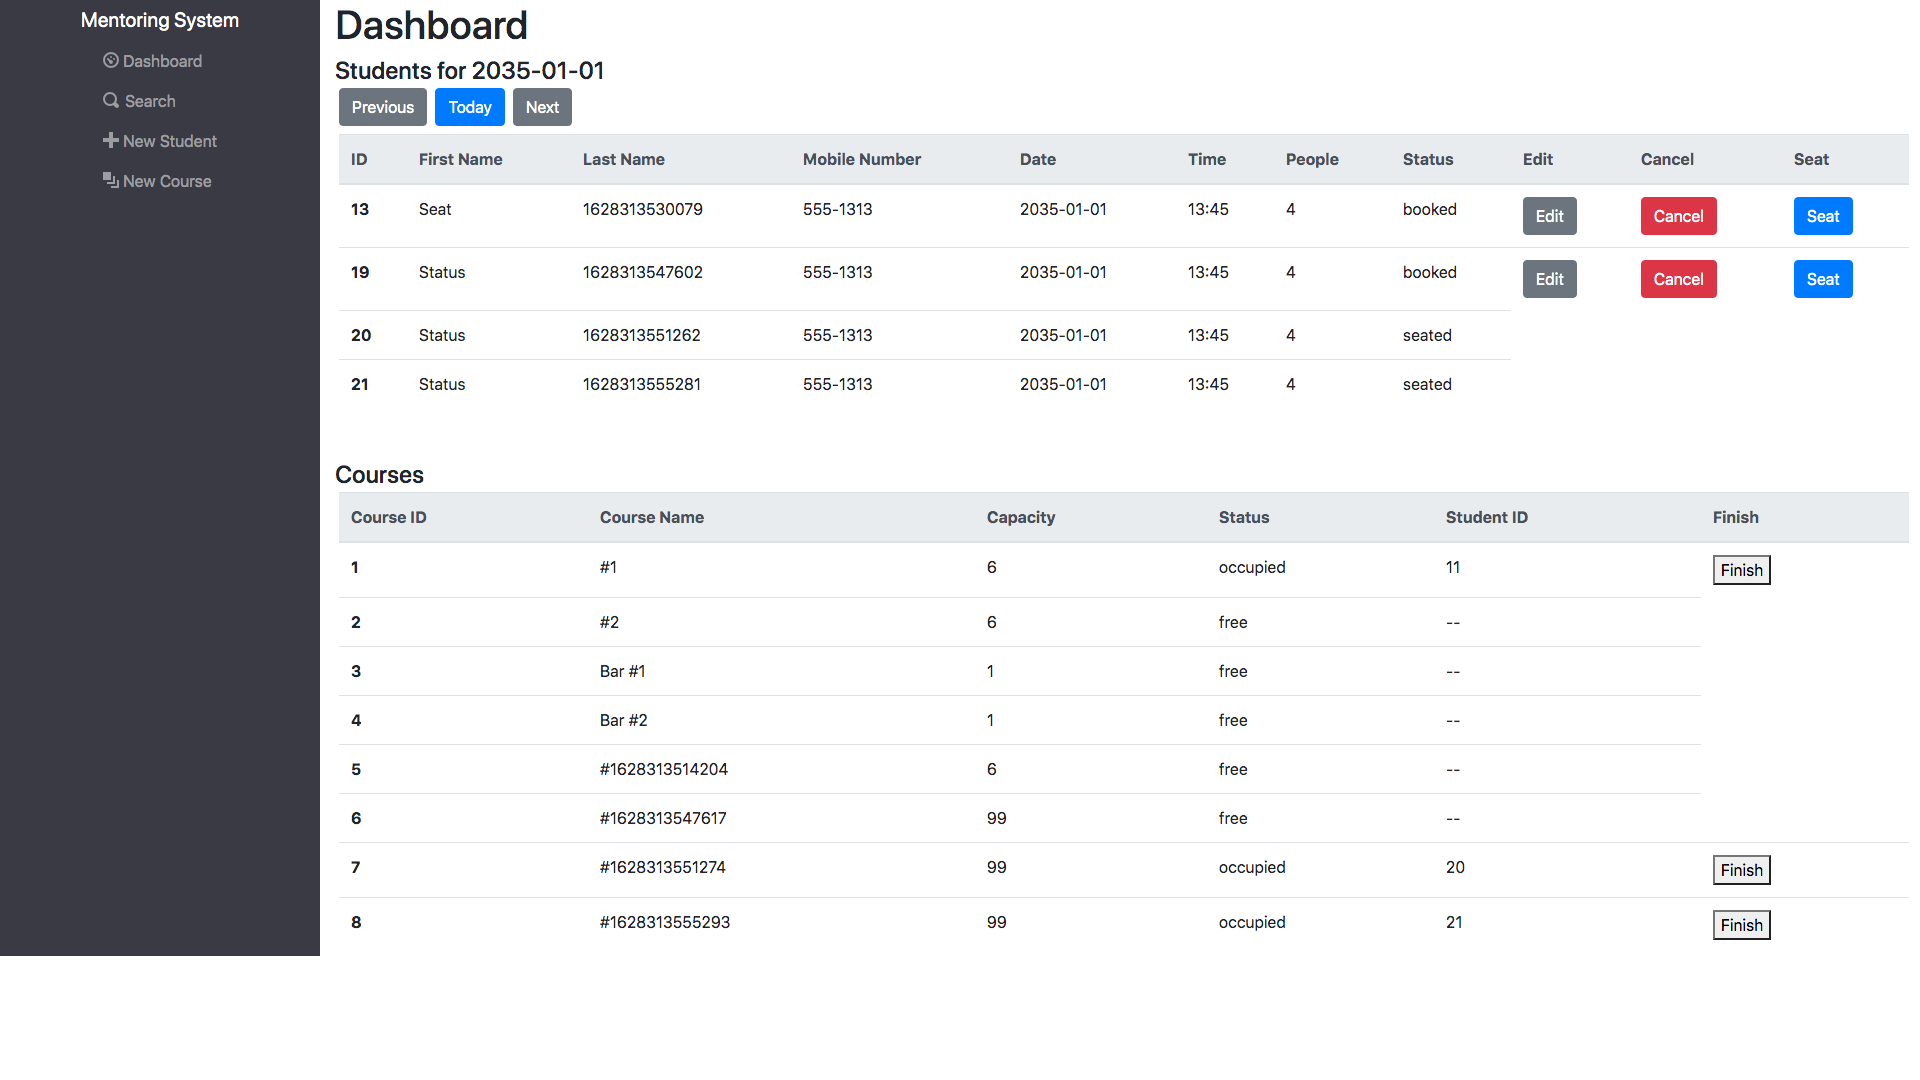 Mentoring System
Dashboard
Search
New Student
New Course
Dashboard
Students for 2035-01-01
Previous Today Next
ID First Name Last Name Mobile Number Date Time People Status Edit Cancel Seat
13 Seat 1628313530079 555-1313 2035-01-01 13:45 4 booked Edit Cancel Seat
19 Status 1628313547602 555-1313 2035-01-01 13:45 4 booked Edit Cancel Seat
20 Status 1628313551262 555-1313 2035-01-01 13:45 4 seated
21 Status 1628313555281 555-1313 2035-01-01 13:45 4 seated
Courses
Course ID Course Name Capacity Status Student ID Finish
1 #1 6 occupied 11 Finish
2 #2 6 free --
3 Bar #1 1 free --
4 Bar #2 1 free --
5 #1628313514204 6 free --
6 #1628313547617 99 free --
7 #1628313551274 99 occupied 20 Finish
8 #1628313555293 99 occupied 21 Finish